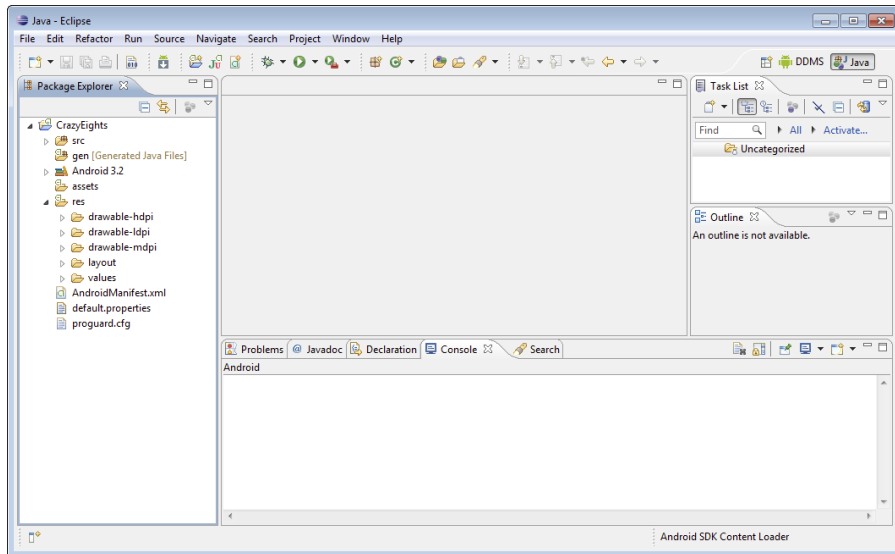 Java - Eclipse
File Edit Refactor Run Source Navigate Search Project Window Help
DDMS Java
Package Explorer
CrazyEights
src
gen [Generated Java Files]
Android 3.2
assets
res
drawable-hdpi
drawable-ldpi
drawable-mdpi
layout
values
AndroidManifest.xml
default.properties
proguard.cfg
Task List
Find All Activate...
Uncategorized
Outline
An outline is not available.
Problems @ Javadoc Declaration Console Search
Android
Android SDK Content Loader